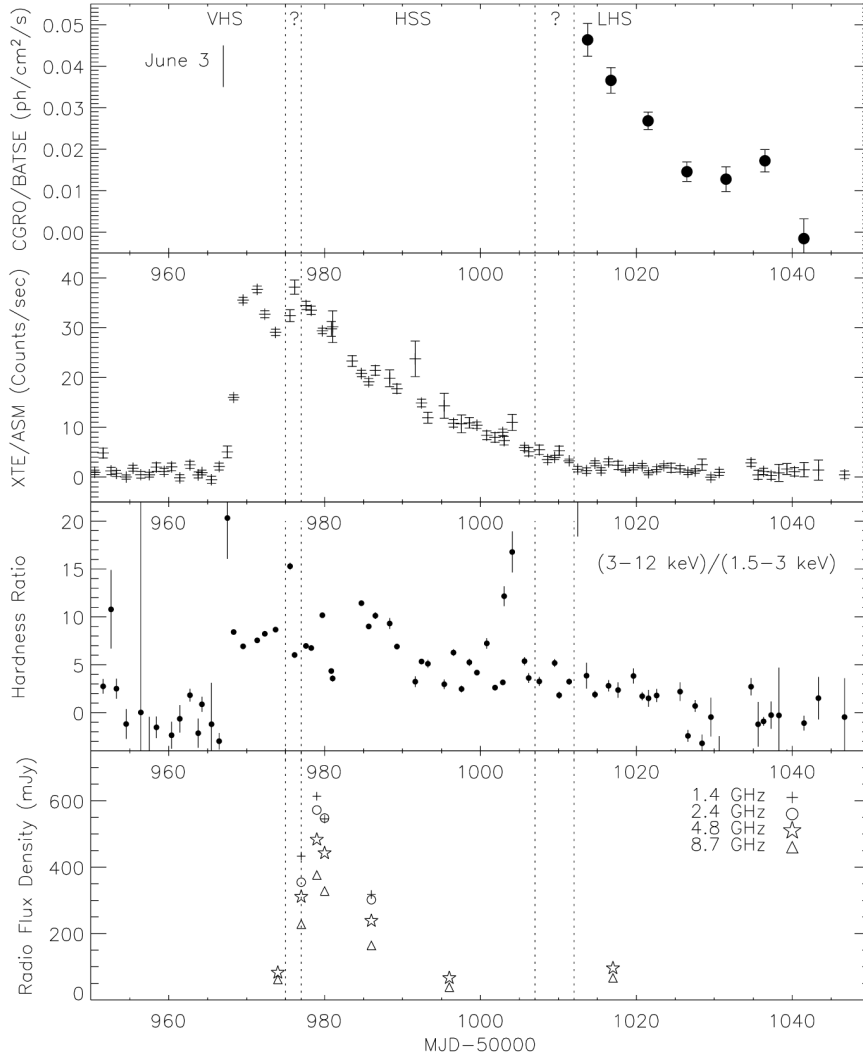 VHS ? HSS ? LHS
June 3
CGRO/BATSE (ph/cm²/s)
0.05
0.04
0.03
0.02
0.01
0.00
960 980 1000 1020 1040
XTE/ASM (Counts/sec)
40
30
20
10
0
960 980 1000 1020 1040
Hardness Ratio
20
15
10
5
0
(3−12 keV)/(1.5−3 keV)
960 980 1000 1020 1040
Radio Flux Density (mJy)
600
400
200
0
1.4 GHz
2.4 GHz
4.8 GHz
8.7 GHz
960 980 1000 1020 1040
MJD−50000